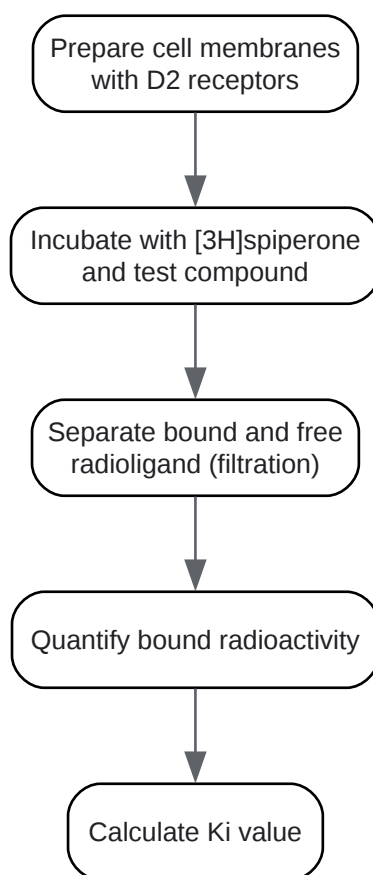 Prepare cell membranes
with D2 receptors
Incubate with [3H]spiperone
and test compound
Separate bound and free
radioligand (filtration)
Quantify bound radioactivity
Calculate Ki value